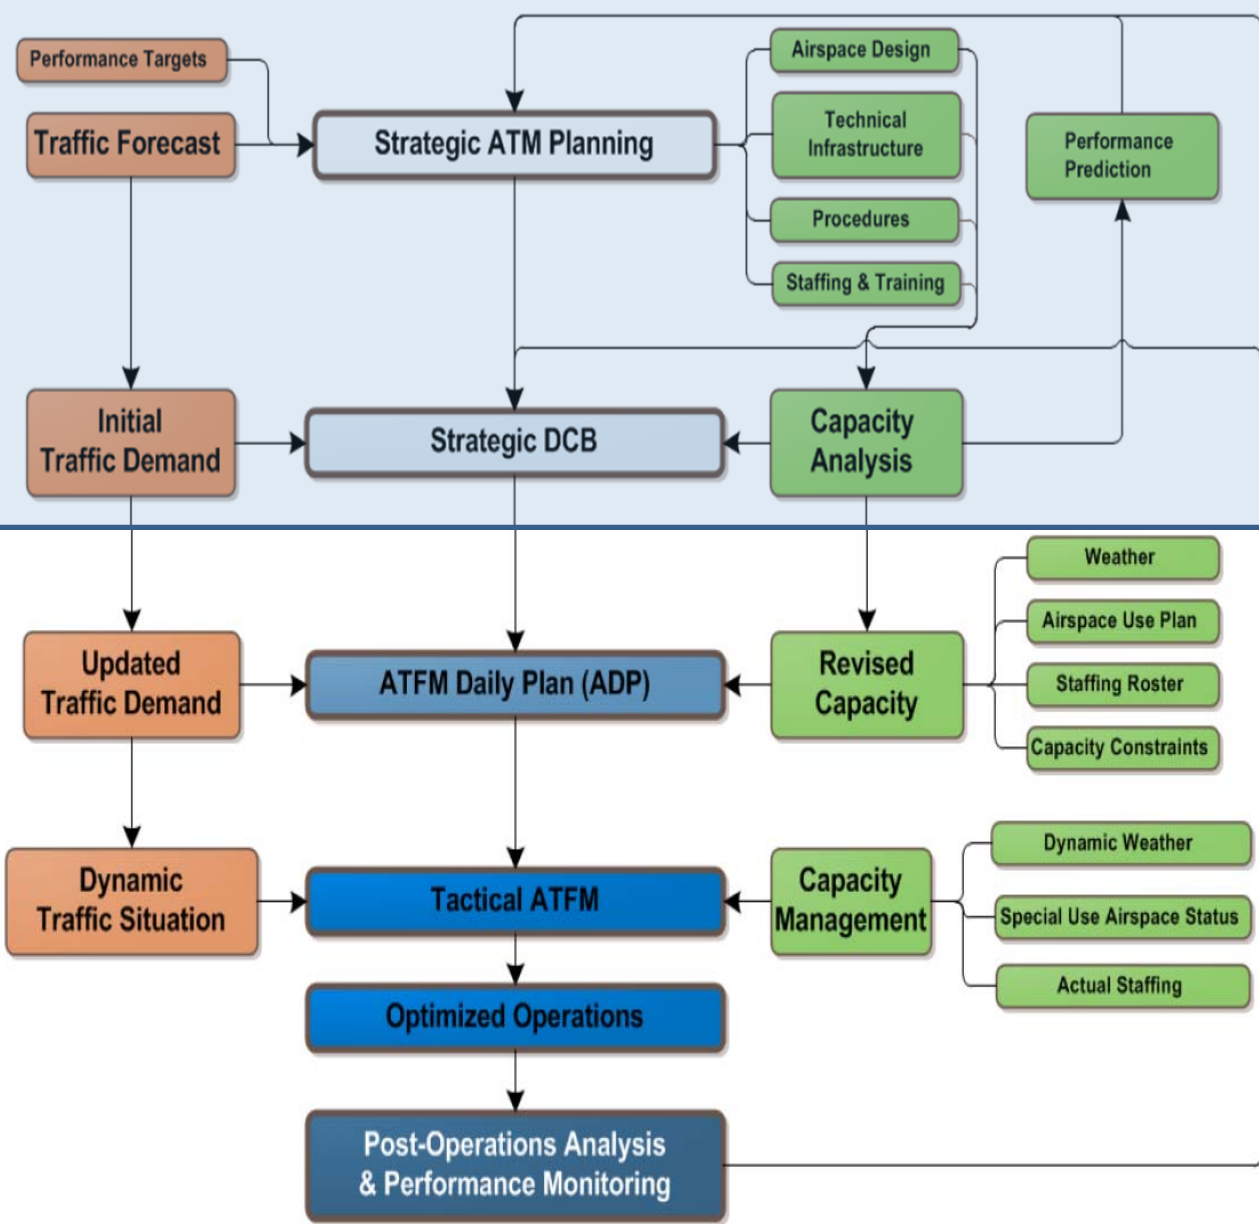 Performance Targets
Traffic Forecast
Strategic ATM Planning
Airspace Design
Technical
Infrastructure
Procedures
Staffing & Training
Performance
Prediction
Initial
Traffic Demand
Strategic DCB
Capacity
Analysis
Updated
Traffic Demand
ATFM Daily Plan (ADP)
Revised
Capacity
Weather
Airspace Use Plan
Staffing Roster
Capacity Constraints
Dynamic
Traffic Situation
Tactical ATFM
Capacity
Management
Dynamic Weather
Special Use Airspace Status
Actual Staffing
Optimized Operations
Post-Operations Analysis
& Performance Monitoring